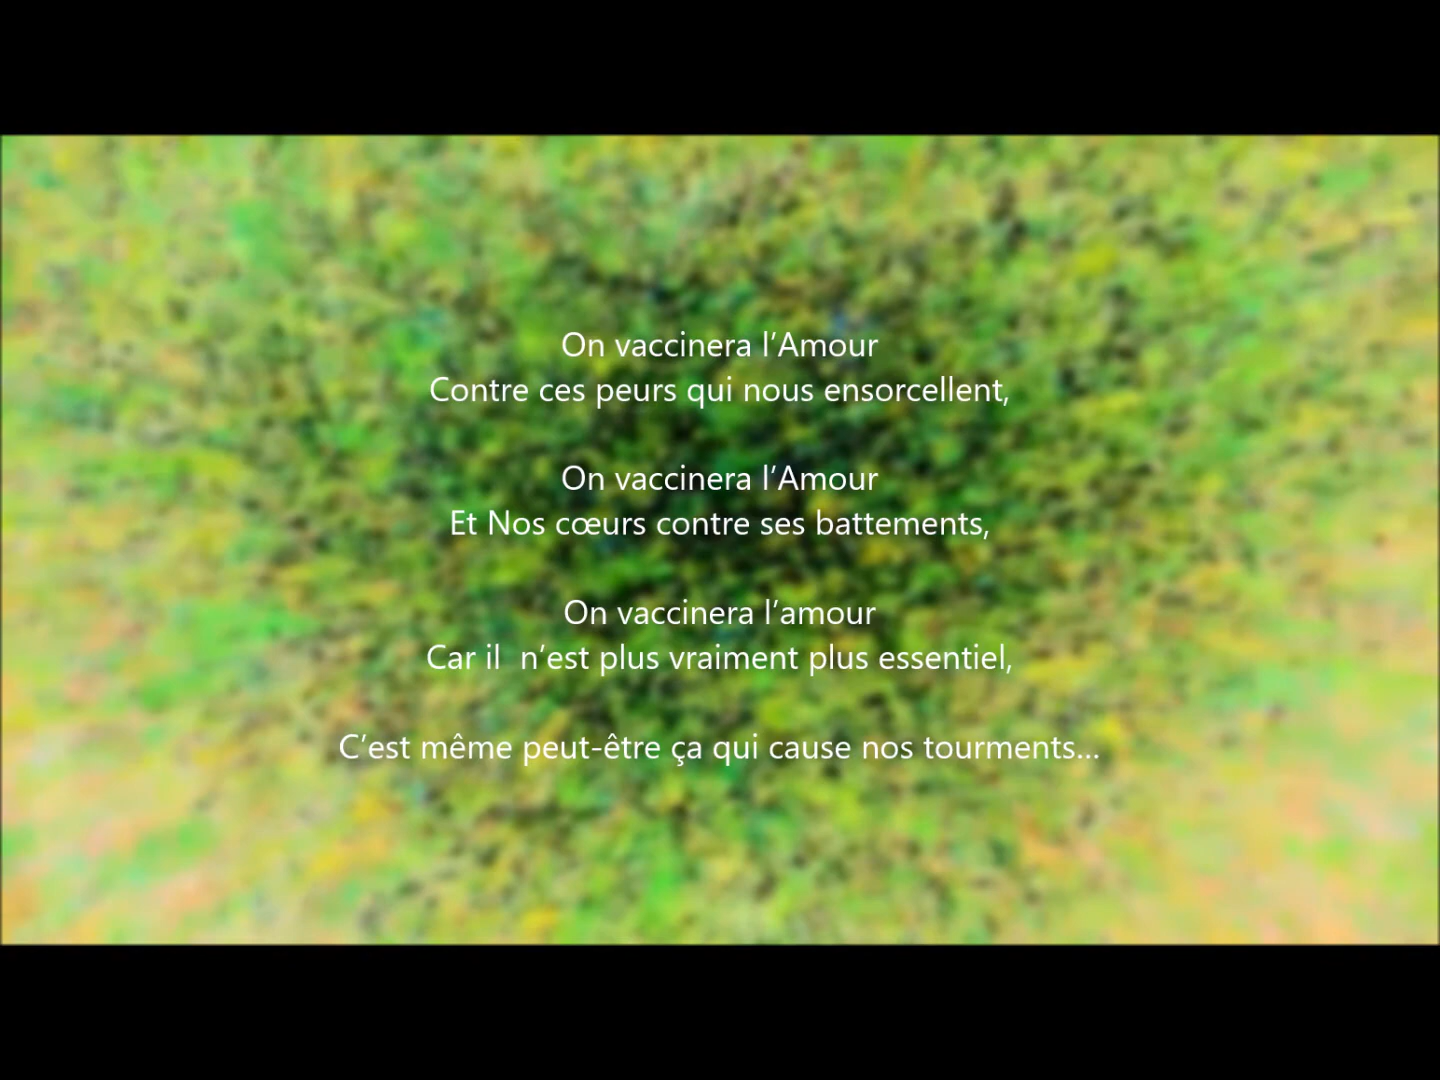 On vaccinera l’Amour
Contre ces peurs qui nous ensorcellent,
On vaccinera l’Amour
Et Nos cœurs contre ses battements,
On vaccinera l’amour
Car il  n’est plus vraiment plus essentiel,
C’est même peut-être ça qui cause nos tourments...